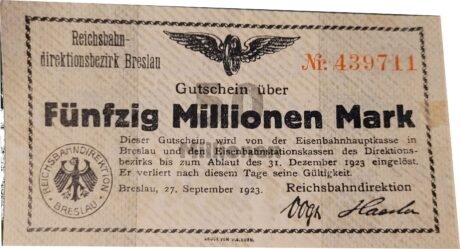 Reichsbahn-
direktionsbezirk Breslau
Nr. 439711
Gutschein über
Fünfzig Millionen Mark
Dieser Gutschein wird von der Eisenbahnhauptkasse in
Breslau und den Eisenbahnstationskassen des Direktions-
bezirks bis zum Ablauf des 31. Dezember 1923 eingelöst.
Er verliert nach diesem Tage seine Gültigkeit.
Breslau, 27. September 1923. Reichsbahndirektion
REICHSBAHNDIREKTION
BRESLAU